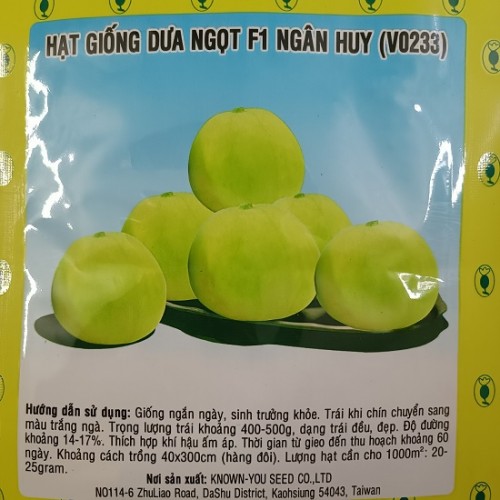 HẠT GIỐNG DƯA NGỌT F1 NGÂN HUY (V0233)
Hướng dẫn sử dụng: Giống ngắn ngày, sinh trưởng khỏe. Trái khi chín chuyển sang
màu trắng ngà. Trọng lượng trái khoảng 400-500g, dạng trái đều, đẹp. Độ đường
khoảng 14-17%. Thích hợp khí hậu ấm áp. Thời gian từ gieo đến thu hoạch khoảng 60
ngày. Khoảng cách trồng 40x300cm (hàng đôi). Lượng hạt cần cho 1000m²: 20-
25gram.
Nơi sản xuất: KNOWN-YOU SEED CO.,LTD
NO114-6 ZhuLiao Road, DaShu District, Kaohsiung 54043, Taiwan